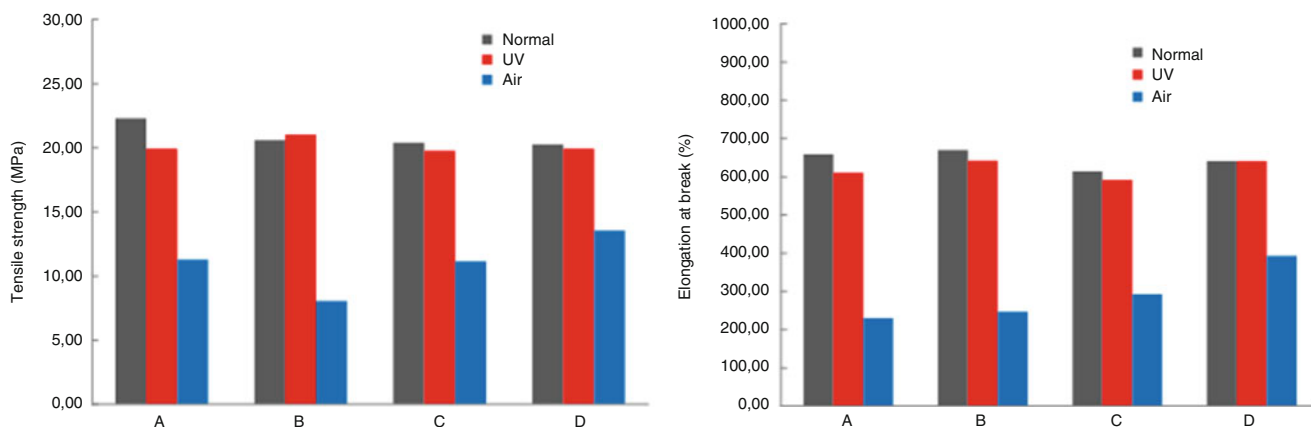 30,00
25,00
20,00
15,00
10,00
5,00
0,00
Tensile strength (MPa)
Normal
UV
Air
A B C D
1000,00
900,00
800,00
700,00
600,00
500,00
400,00
300,00
200,00
100,00
0,00
Elongation at break (%)
Normal
UV
Air
A B C D